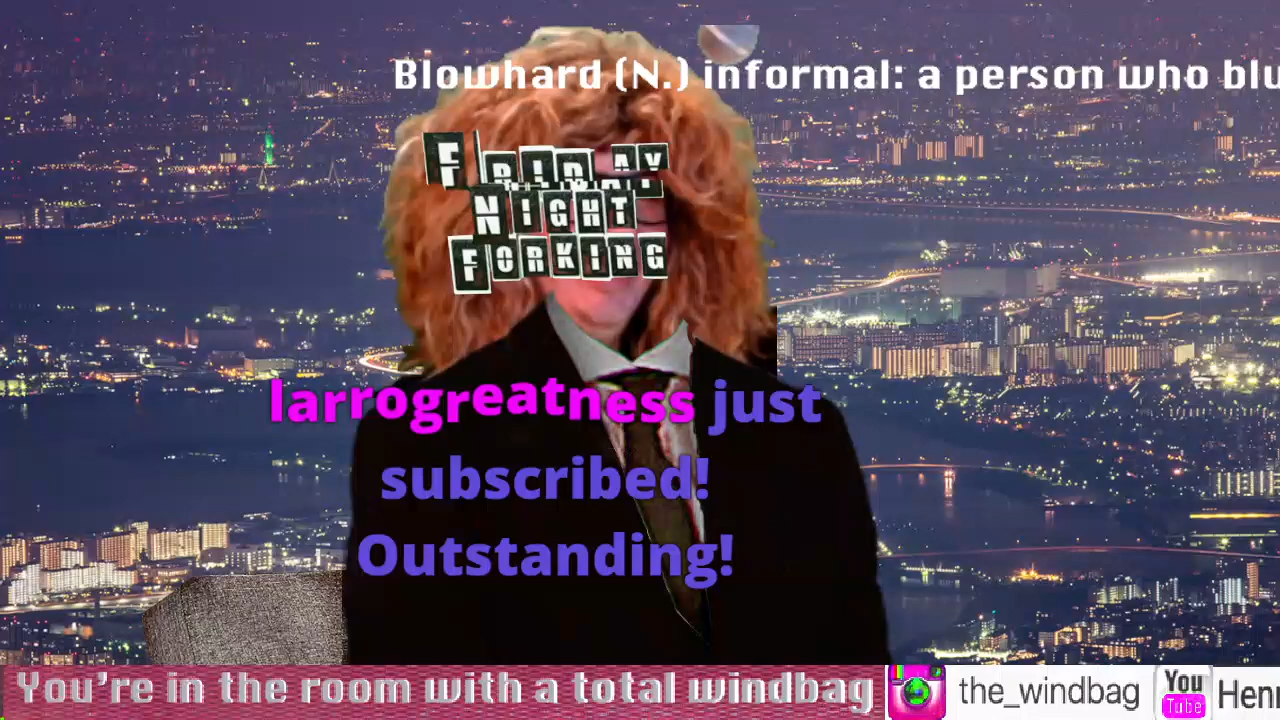 Blowhard (N.) informal: a person who blu
Friday
Night
Forking
larrogreatness just
subscribed!
Outstanding!
You're in the room with a total windbag
the_windbag
You
Tube
Hen